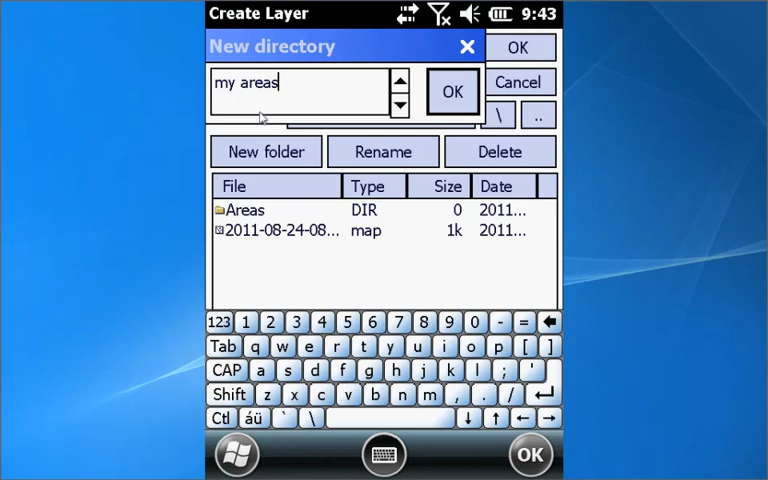 Create Layer 9:43
New directory
OK
my areas
OK
Cancel
\ ..
New folder Rename Delete
File Type Size Date
Areas DIR 0 2011...
2011-08-24-08... map 1k 2011...
123 1 2 3 4 5 6 7 8 9 0 - =
Tab q w e r t y u i o p [ ]
CAP a s d f g h j k l ; '
Shift z x c v b n m , . /
Ctl áü ` \
OK